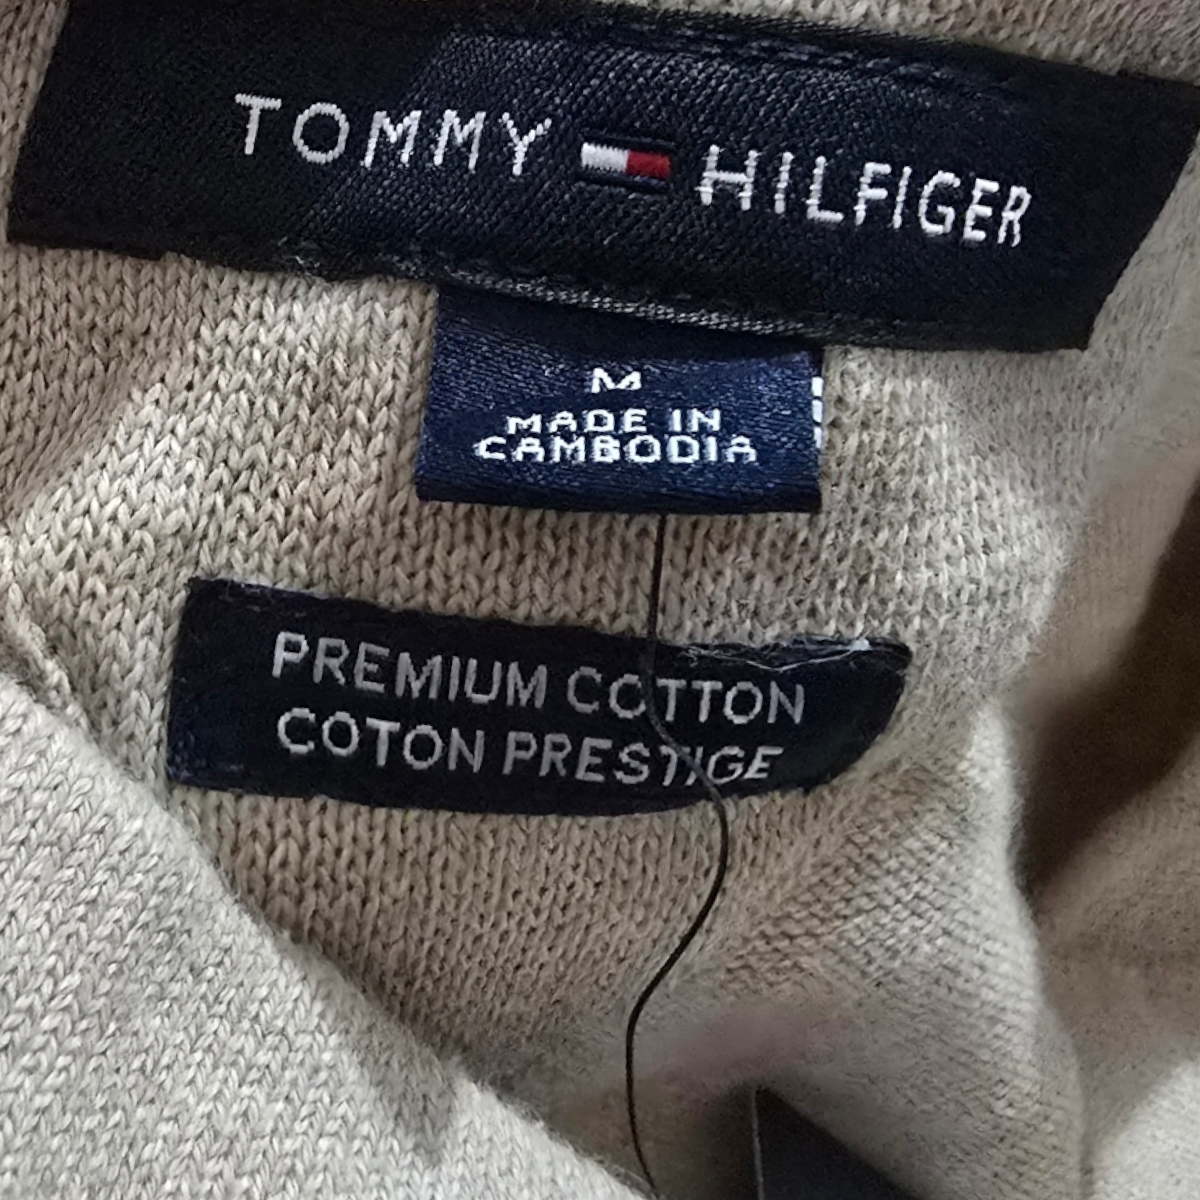 TOMMY HILFIGER
M
MADE IN
CAMBODIA
PREMIUM COTTON
COTON PRESTIGE